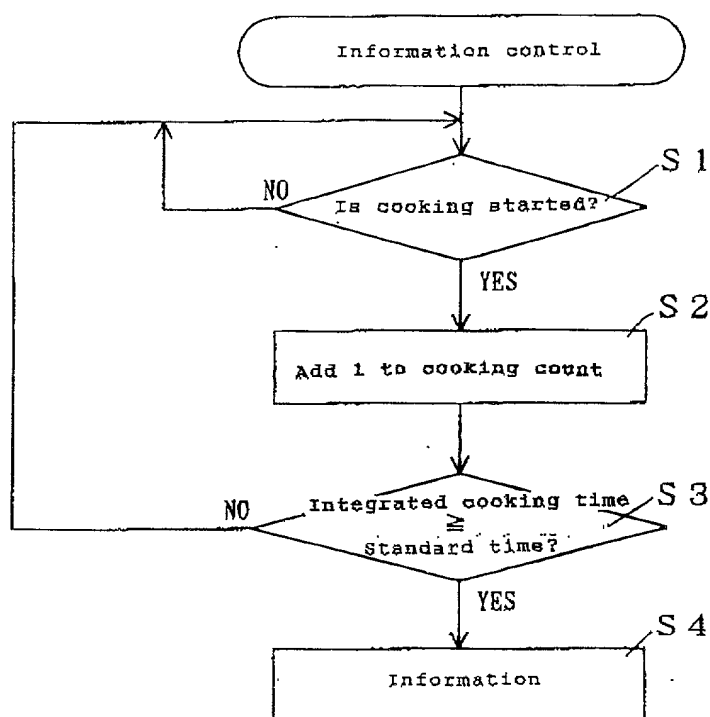 Information control
S 1
NO
Is cooking started?
YES
S 2
Add 1 to cooking count
S 3
NO
Integrated cooking time
≧
Standard time?
YES
S 4
Information